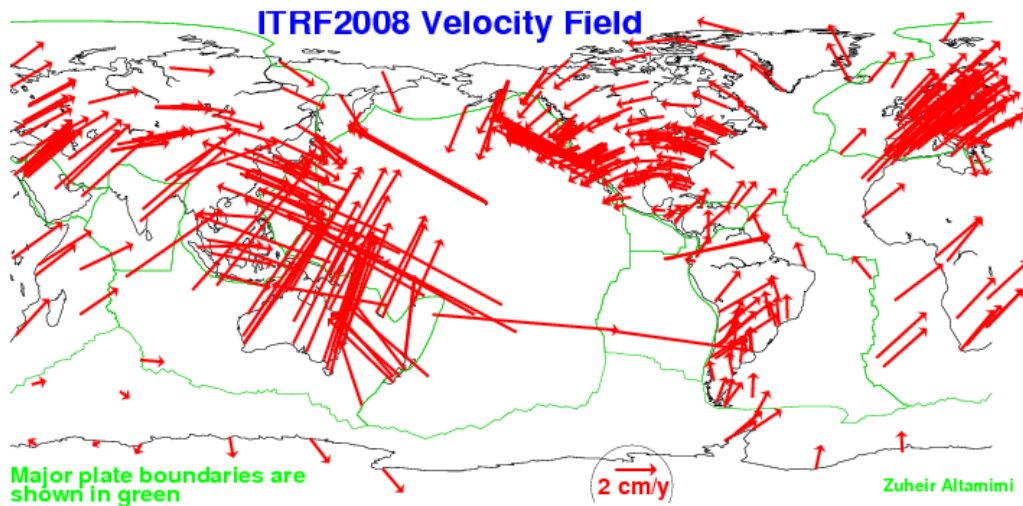 ITRF2008 Velocity Field
Major plate boundaries are
shown in green
2 cm/y
Zuheir Altamimi